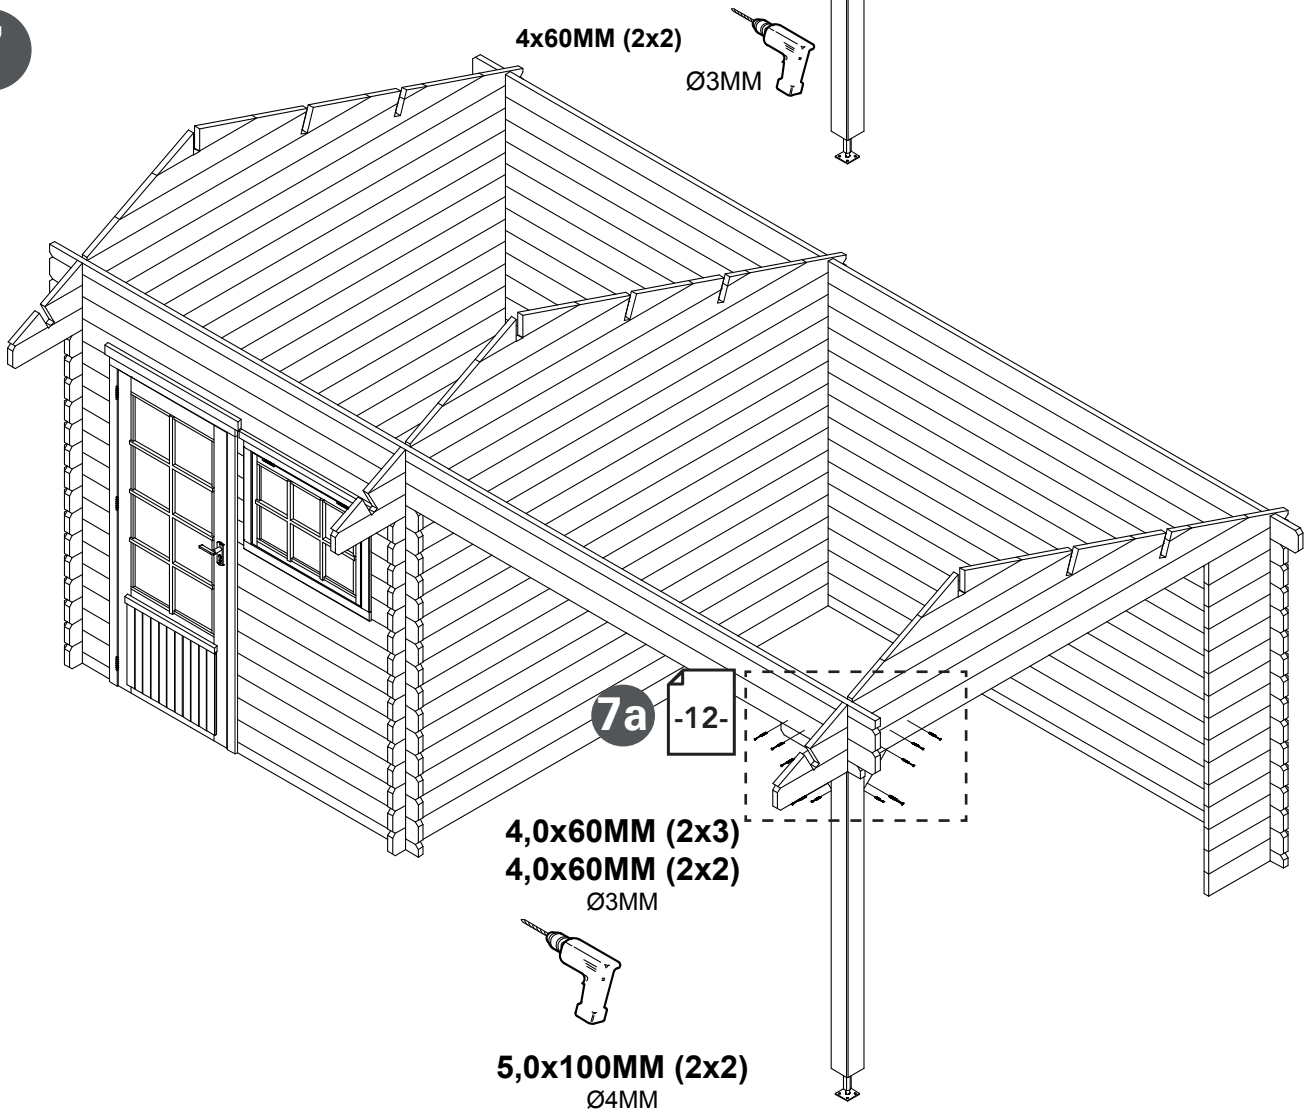 4x60MM (2x2)
Ø3MM
7a
-12-
4,0x60MM (2x3)
4,0x60MM (2x2)
Ø3MM
5,0x100MM (2x2)
Ø4MM